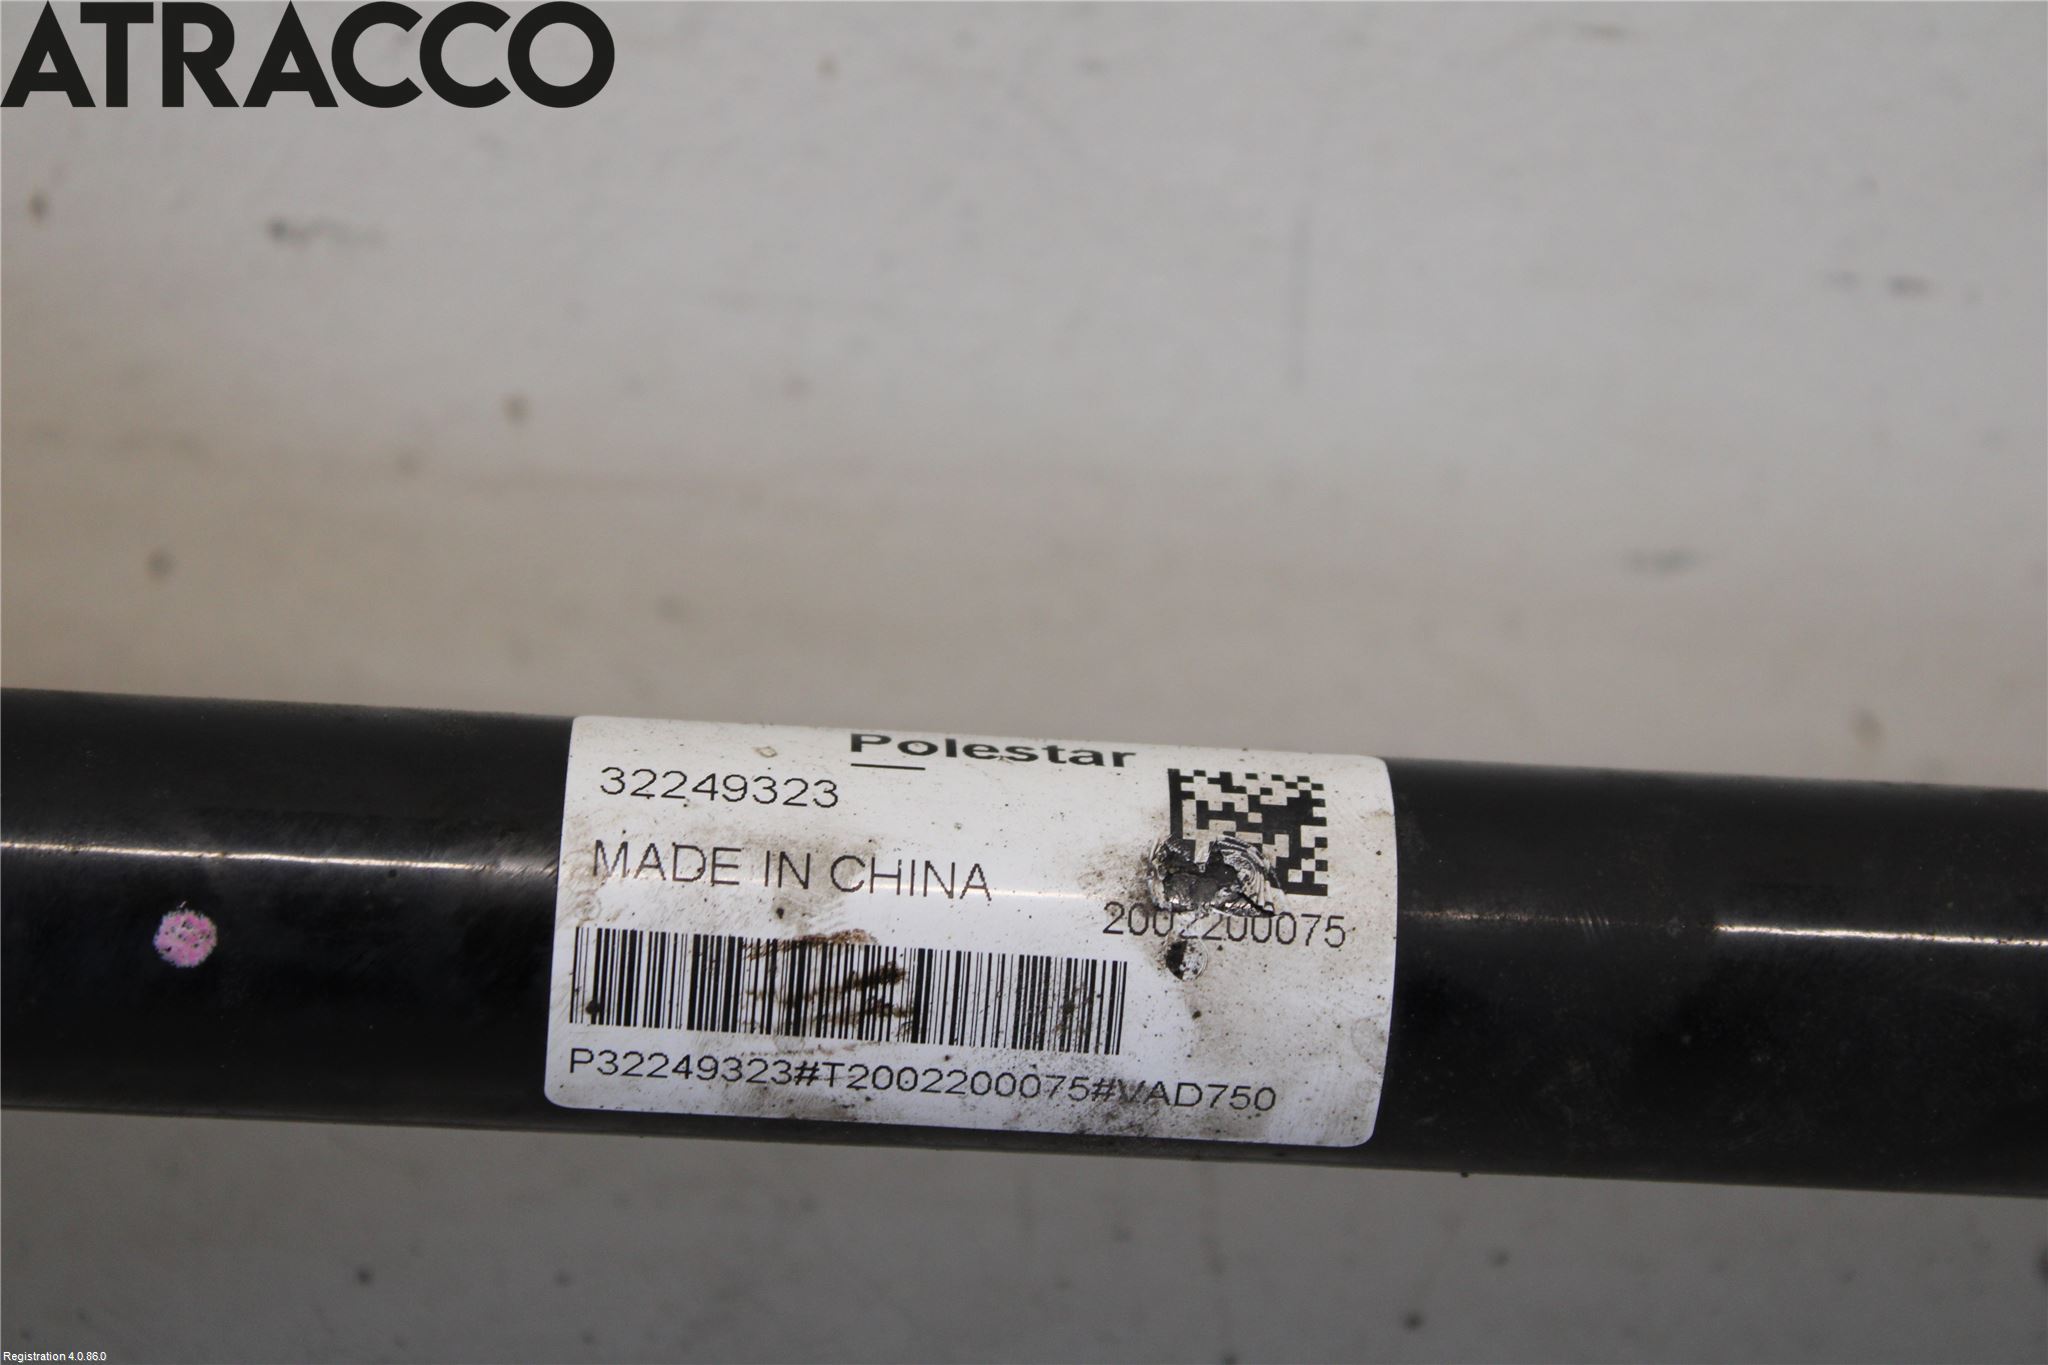 ATRACCO
Polestar
32249323
MADE IN CHINA
2002200075
P32249323#T2002200075#VAD750
Registration 4.0.86.0